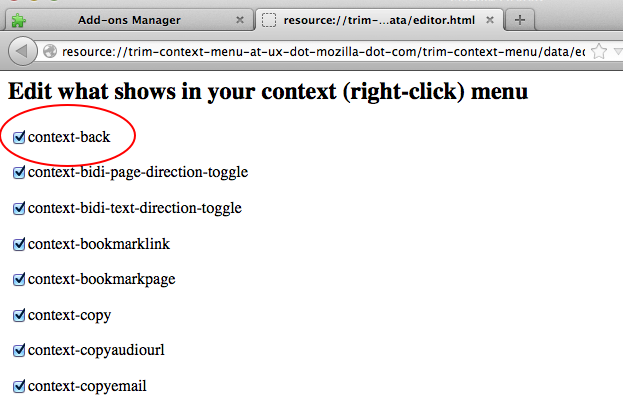 Add-ons Manager
resource://trim-...ata/editor.html
resource://trim-context-menu-at-ux-dot-mozilla-dot-com/trim-context-menu/data/ed
Edit what shows in your context (right-click) menu
context-back
context-bidi-page-direction-toggle
context-bidi-text-direction-toggle
context-bookmarklink
context-bookmarkpage
context-copy
context-copyaudiourl
context-copyemail